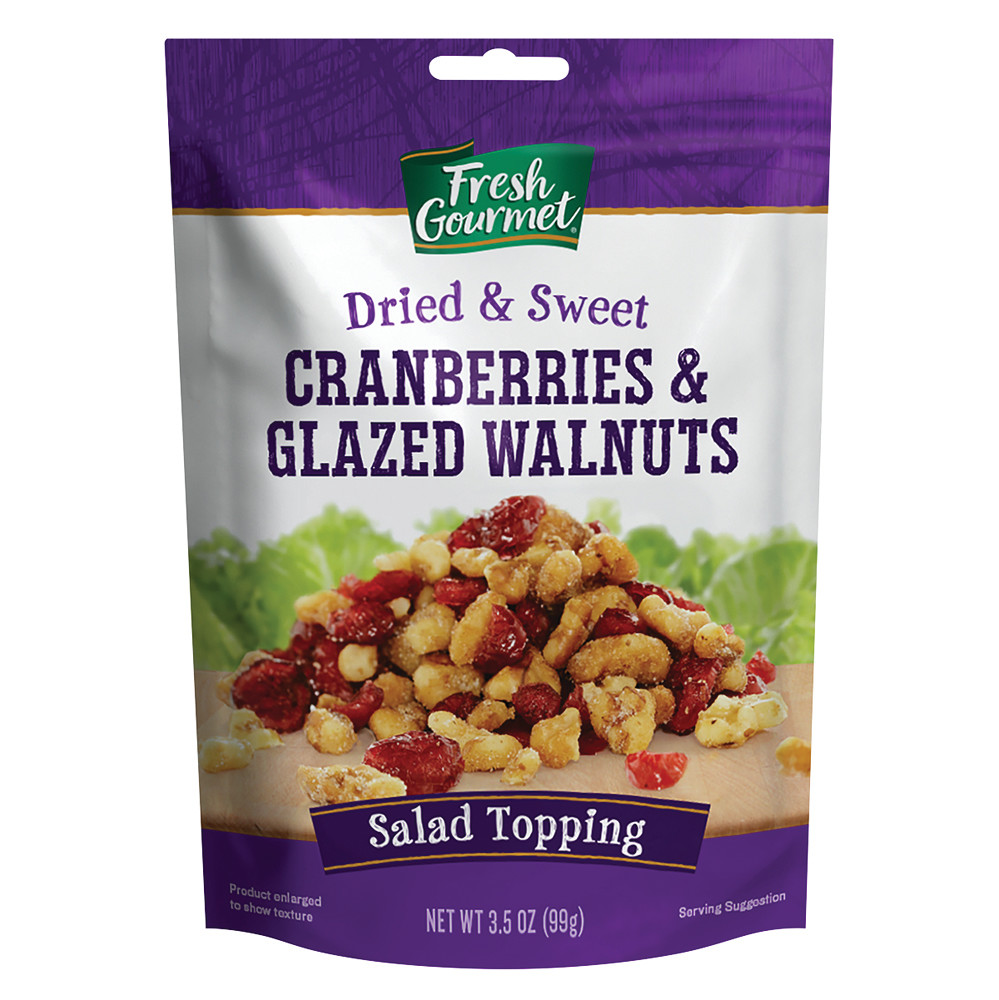 Fresh
Gourmet®
Dried & Sweet
CRANBERRIES &
GLAZED WALNUTS
Salad Topping
Product enlarged
to show texture
NET WT 3.5 OZ (99g)
Serving Suggestion